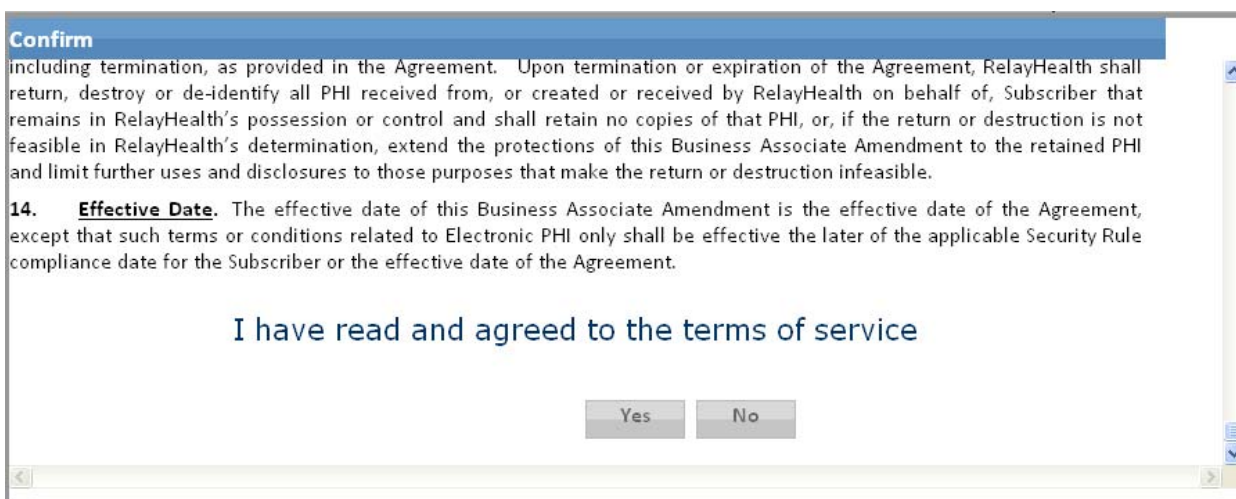 Confirm
including termination, as provided in the Agreement. Upon termination or expiration of the Agreement, RelayHealth shall
return, destroy or de-identify all PHI received from, or created or received by RelayHealth on behalf of, Subscriber that
remains in RelayHealth's possession or control and shall retain no copies of that PHI, or, if the return or destruction is not
feasible in RelayHealth's determination, extend the protections of this Business Associate Amendment to the retained PHI
and limit further uses and disclosures to those purposes that make the return or destruction infeasible.
14. Effective Date. The effective date of this Business Associate Amendment is the effective date of the Agreement,
except that such terms or conditions related to Electronic PHI only shall be effective the later of the applicable Security Rule
compliance date for the Subscriber or the effective date of the Agreement.
I have read and agreed to the terms of service
Yes No